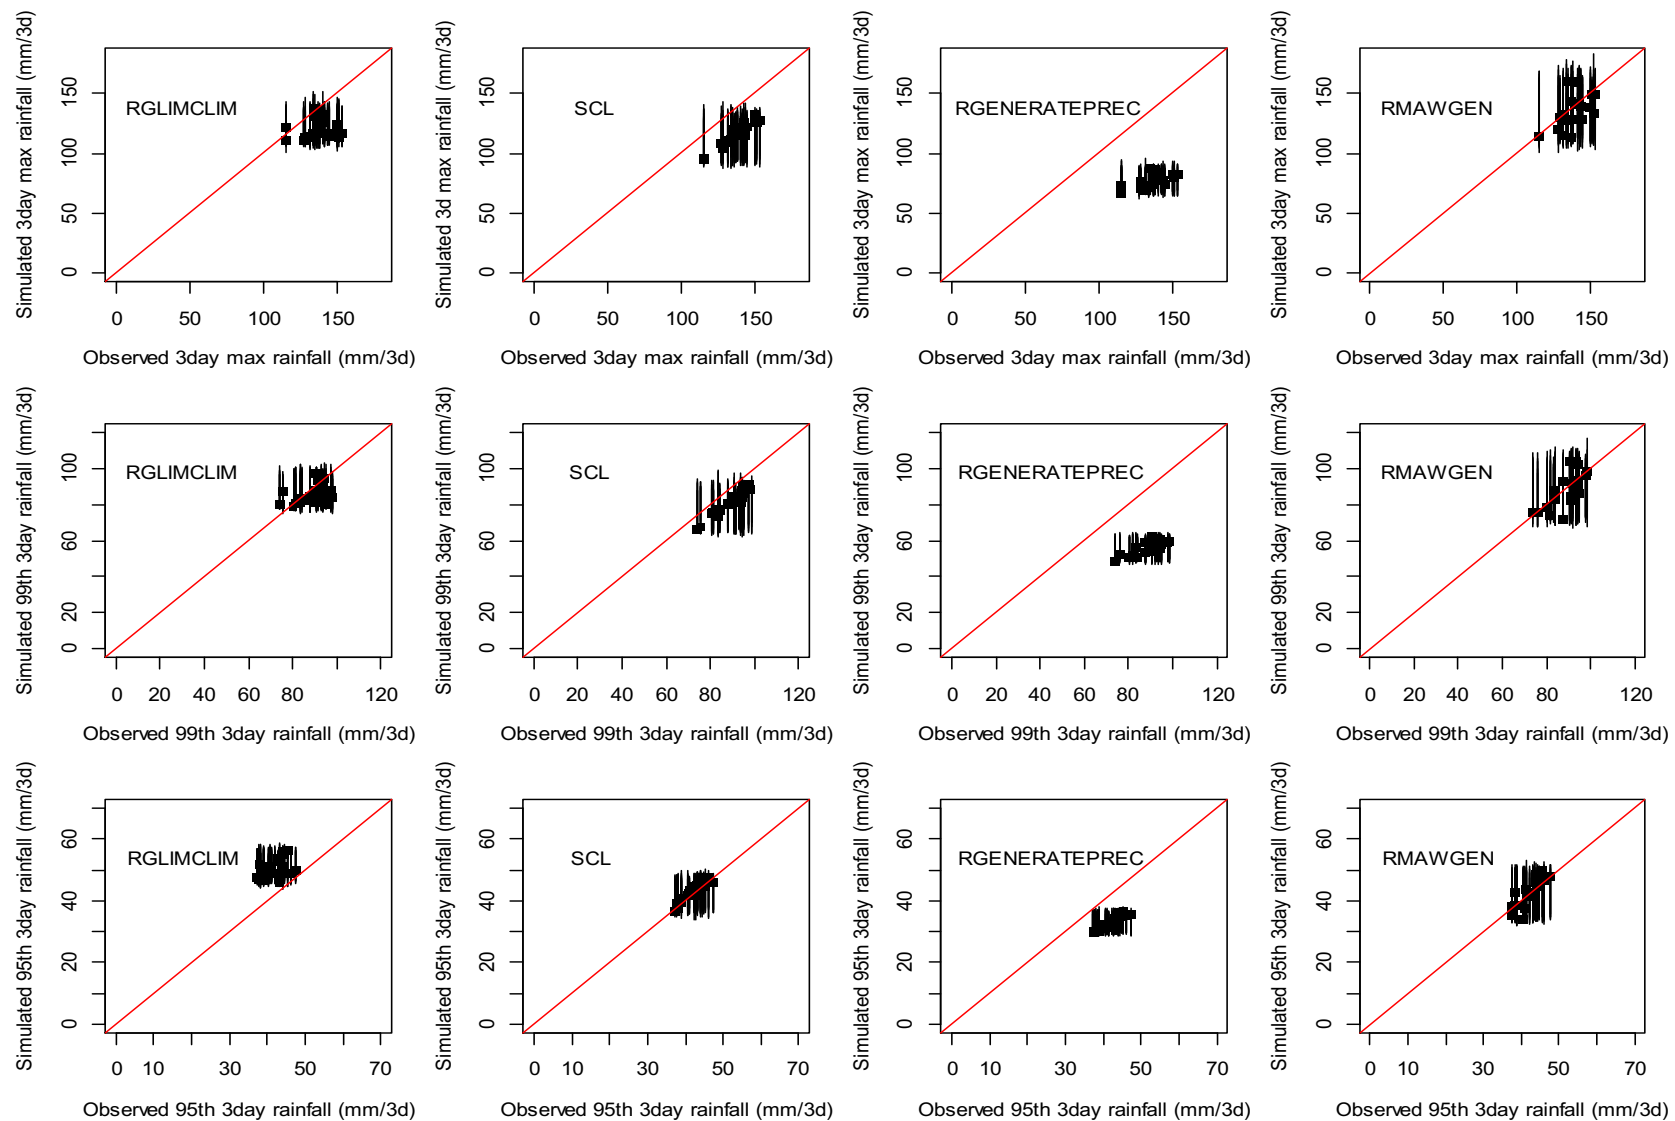 Simulated 3day max rainfall (mm/3d)
0 50 100 150
RGLIMCLIM
0 50 100 150
Observed 3day max rainfall (mm/3d)
Simulated 3d max rainfall (mm/3d)
0 50 100 150
SCL
0 50 100 150
Observed 3day max rainfall (mm/3d)
Simulated 3day max rainfall (mm/3d)
0 50 100 150
RGENERATEPREC
0 50 100 150
Observed 3day max rainfall (mm/3d)
Simulated 3day max rainfall (mm/3d)
0 50 100 150
RMAWGEN
0 50 100 150
Observed 3day max rainfall (mm/3d)
Simulated 99th 3day rainfall (mm/3d)
0 20 60 100
RGLIMCLIM
0 20 40 60 80 120
Observed 99th 3day rainfall (mm/3d)
Simulated 99th 3day rainfall (mm/3d)
0 20 60 100
SCL
0 20 40 60 80 120
Observed 99th 3day rainfall (mm/3d)
Simulated 99th 3day rainfall (mm/3d)
0 20 60 100
RGENERATEPREC
0 20 40 60 80 120
Observed 99th 3day rainfall (mm/3d)
Simulated 99th 3day rainfall (mm/3d)
0 20 60 100
RMAWGEN
0 20 40 60 80 120
Observed 99th 3day rainfall (mm/3d)
Simulated 95th 3day rainfall (mm/3d)
0 20 40 60
RGLIMCLIM
0 10 30 50 70
Observed 95th 3day rainfall (mm/3d)
Simulated 95th 3day rainfall (mm/3d)
0 20 40 60
SCL
0 10 30 50 70
Observed 95th 3day rainfall (mm/3d)
Simulated 95th 3day rainfall (mm/3d)
0 20 40 60
RGENERATEPREC
0 10 30 50 70
Observed 95th 3day rainfall (mm/3d)
Simulated 95th 3day rainfall (mm/3d)
0 20 40 60
RMAWGEN
0 10 30 50 70
Observed 95th 3day rainfall (mm/3d)